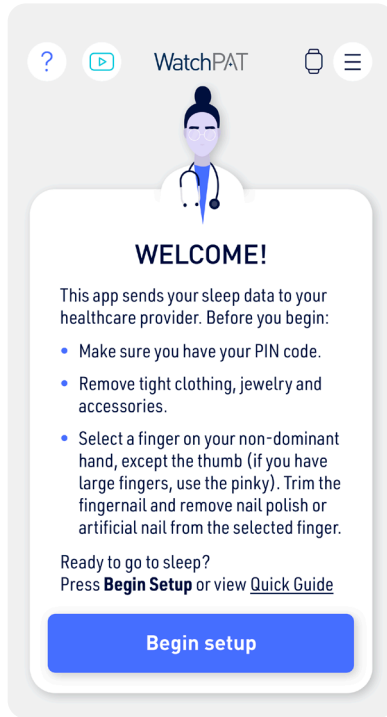 ?
WatchPAT
WELCOME!
This app sends your sleep data to your
healthcare provider. Before you begin:
• Make sure you have your PIN code.
• Remove tight clothing, jewelry and
accessories.
• Select a finger on your non-dominant
hand, except the thumb (if you have
large fingers, use the pinky). Trim the
fingernail and remove nail polish or
artificial nail from the selected finger.
Ready to go to sleep?
Press Begin Setup or view Quick Guide
Begin setup